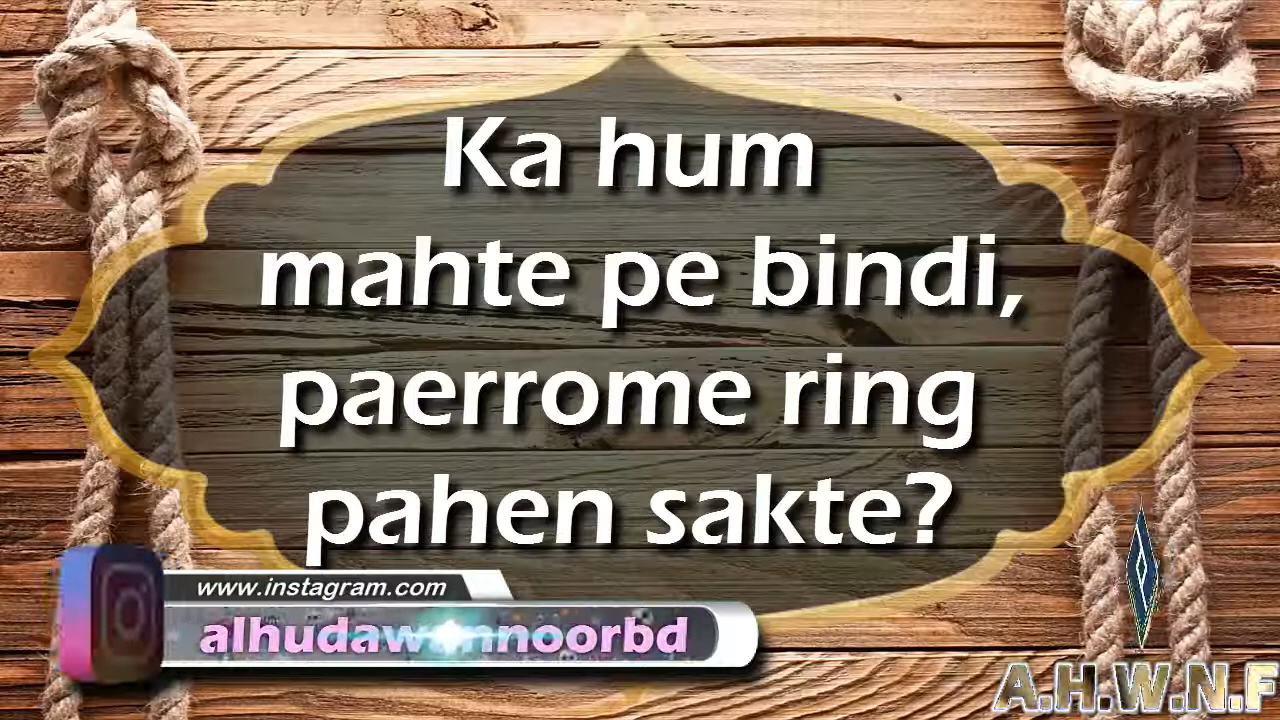 Ka hum
mahte pe bindi,
paerrome ring
pahen sakte?
www.instagram.com
A.H.W.N.F